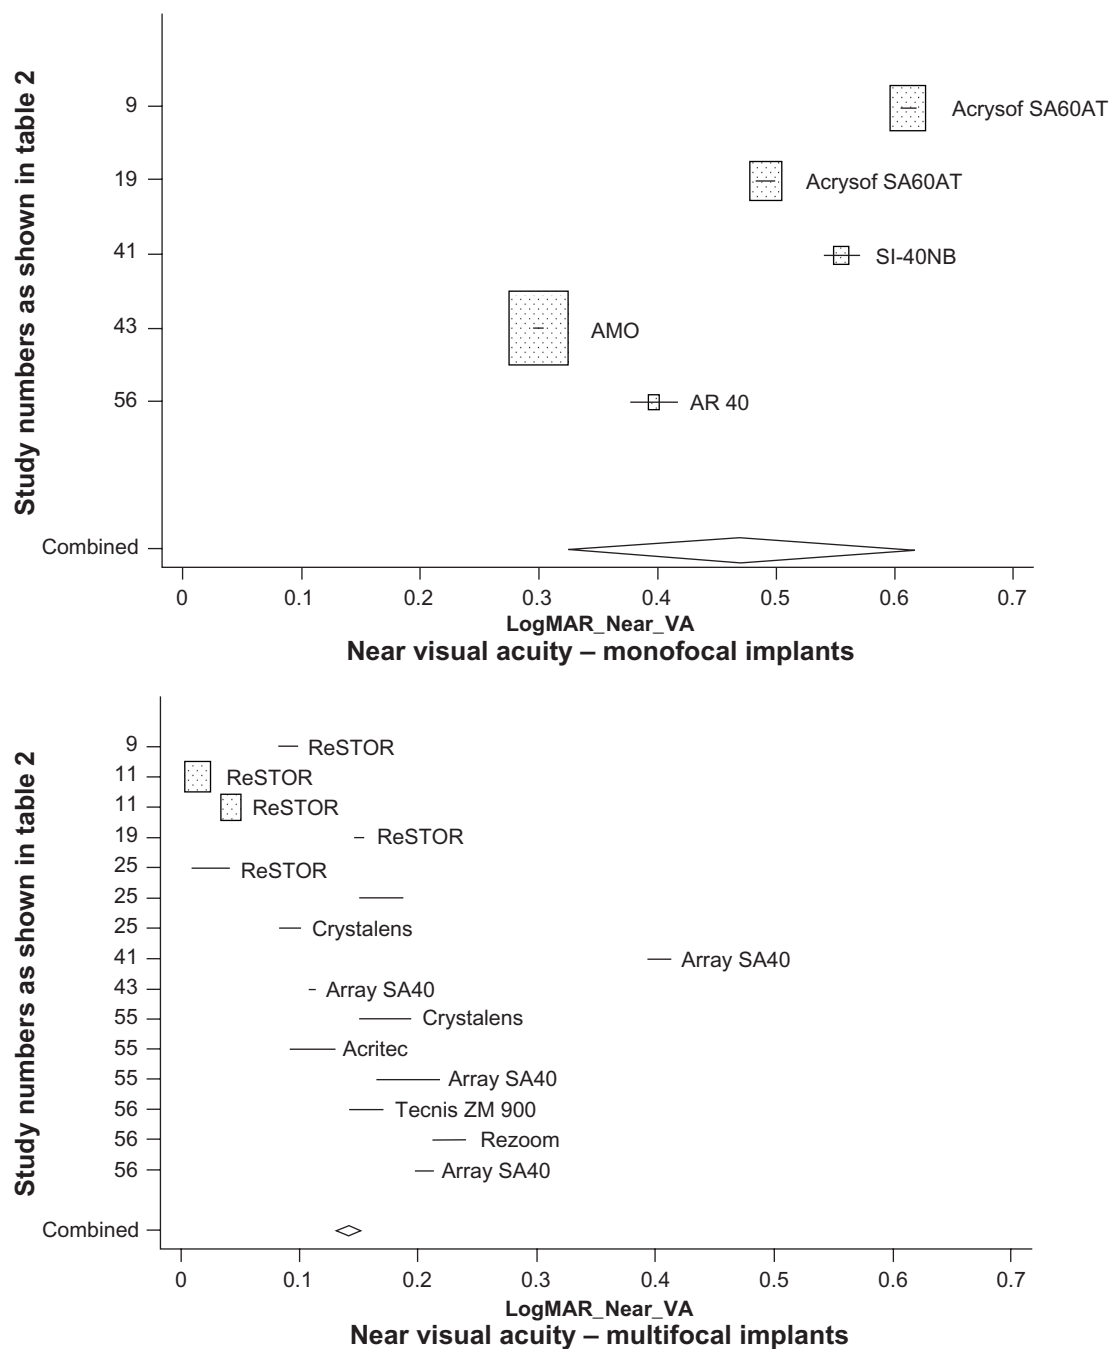 Study numbers as shown in table 2
9 Acrysof SA60AT
19 Acrysof SA60AT
41 SI-40NB
43 AMO
56 AR 40
Combined
0 0.1 0.2 0.3 0.4 0.5 0.6 0.7
LogMAR_Near_VA
Near visual acuity – monofocal implants
Study numbers as shown in table 2
9 ReSTOR
11 ReSTOR
11 ReSTOR
19 ReSTOR
25 ReSTOR
25
25 Crystalens
41 Array SA40
43 Array SA40
55 Crystalens
55 Acritec
55 Array SA40
56 Tecnis ZM 900
56 Rezoom
56 Array SA40
Combined
0 0.1 0.2 0.3 0.4 0.5 0.6 0.7
LogMAR_Near_VA
Near visual acuity – multifocal implants